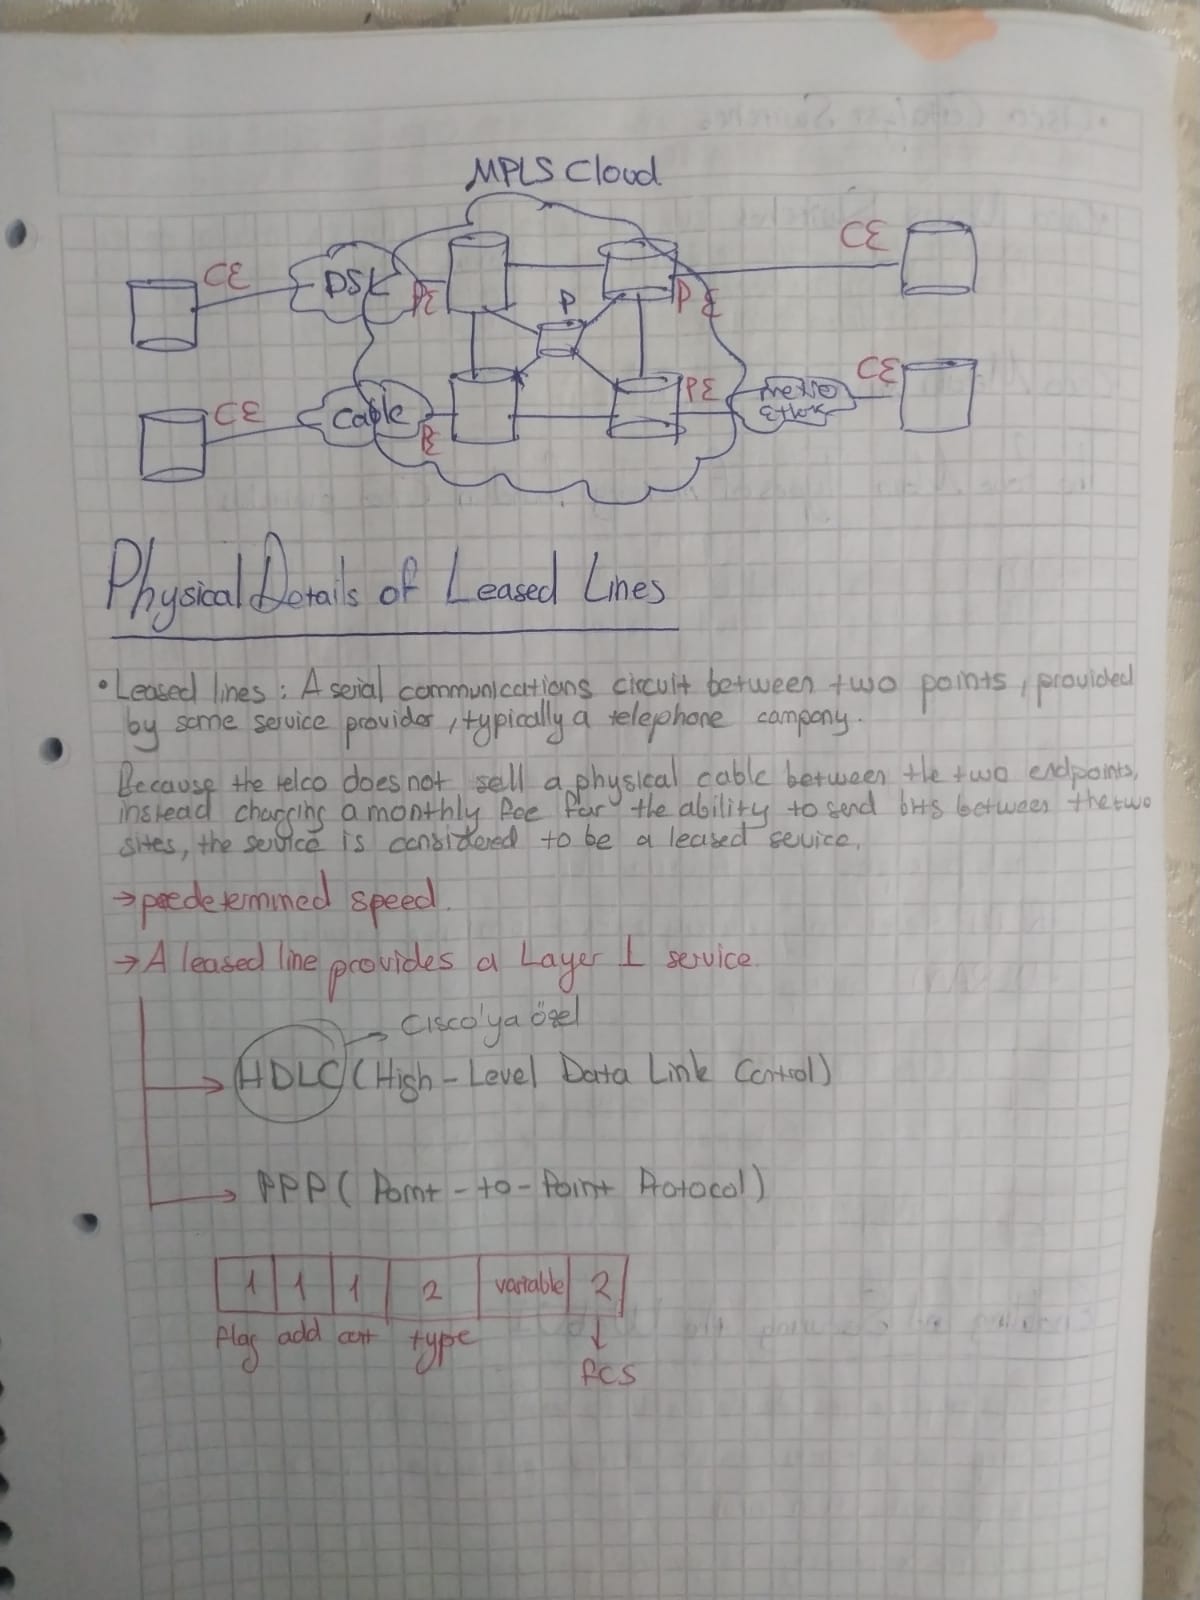 MPLS Cloud
CE
CE DSL PE P PE
CE Cable PE PE Metro CE
Ethor
Physical Details of Leased Lines
• Leased lines : A serial communications circuit between two points, provided
by some service provider, typically a telephone company.
Because the telco does not sell a physical cable between the two endpoints,
instead charging a monthly fee for the ability to send bits between the two
sites, the service is considered to be a leased service.
→ predetermined speed.
→ A leased line provides a Layer 1 service.
→ Cisco'ya özel
→ HDLC (High-Level Data Link Control)
→ PPP (Point-to-Point Protocol)
1 1 1 2 variable 2
flag add cont type
↓
FCS